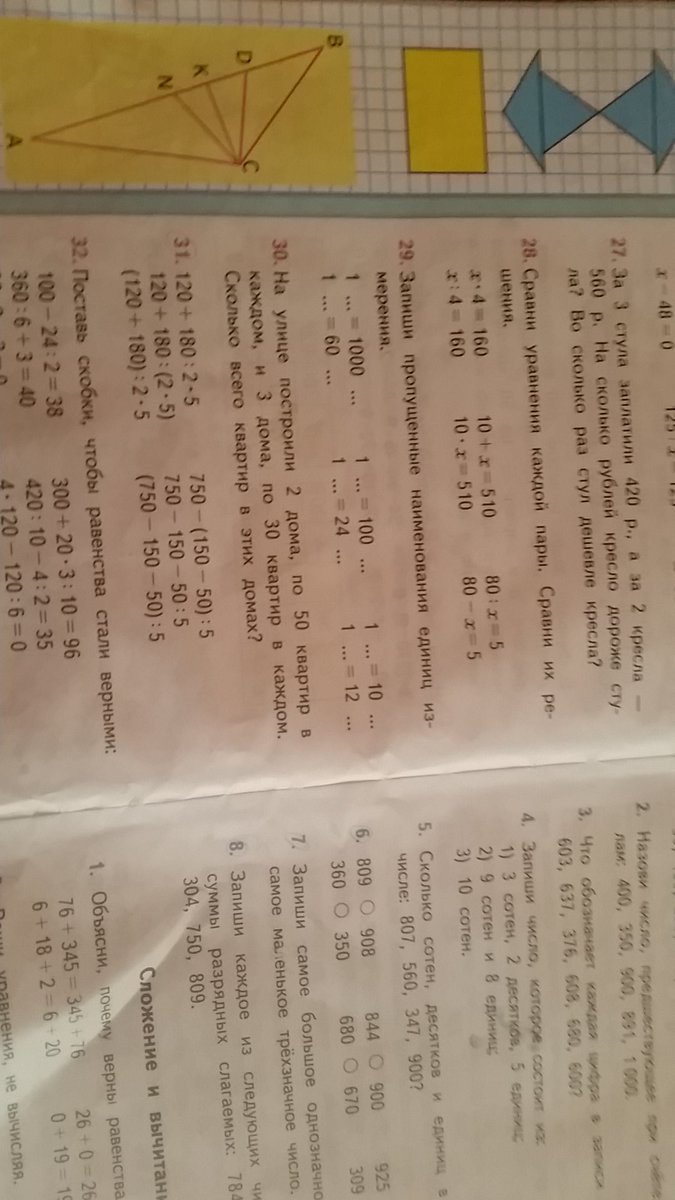 x − 48 = 0
27. За 3 стула заплатили 420 р., а за 2 кресла —
560 р. На сколько рублей кресло дороже сту-
ла? Во сколько раз стул дешевле кресла?
28. Сравни уравнения каждой пары. Сравни их ре-
шения.
x · 4 = 160 10 + x = 510 80 : x = 5
x : 4 = 160 10 · x = 510 80 − x = 5
29. Запиши пропущенные наименования единиц из-
мерения.
1 ... = 1000 ... 1 ... = 100 ... 1 ... = 10 ...
1 ... = 60 ... 1 ... = 24 ... 1 ... = 12 ...
30. На улице построили 2 дома, по 50 квартир в
каждом, и 3 дома, по 30 квартир в каждом.
Сколько всего квартир в этих домах?
31. 120 + 180 : 2 · 5 750 − (150 − 50) : 5
120 + 180 : (2 · 5) 750 − 150 − 50 : 5
(120 + 180) : 2 · 5 (750 − 150 − 50) : 5
32. Поставь скобки, чтобы равенства стали верными:
100 − 24 : 2 = 38 300 + 20 · 3 : 10 = 96
360 : 6 + 3 = 40 420 : 10 − 4 : 2 = 35
4 · 120 − 120 : 6 = 0
B
D
K
N
C
A
2. Назови число, предшествующее при
лам: 400, 350, 900, 891, 1 000.
3. Что обозначает каждая цифра в записи
603, 637, 376, 608, 680, 600?
4. Запиши число, которое состоит из:
1) 3 сотен, 2 десятков, 5 единиц;
2) 9 сотен и 8 единиц;
3) 10 сотен.
5. Сколько сотен, десятков и единиц в
числе: 807, 560, 347, 900?
6. 809 ○ 908 844 ○ 900 925
360 ○ 350 680 ○ 670 309
7. Запиши самое большое однозначно
самое маленькое трёхзначное число.
8. Запиши каждое из следующих чи
суммы разрядных слагаемых: 784
304, 750, 809.
Сложение и вычитани
1. Объясни, почему верны равенства
76 + 345 = 345 + 76 26 + 0 = 26
6 + 18 + 2 = 6 + 20 0 + 19 = 19
уравнения, не вычисляя.